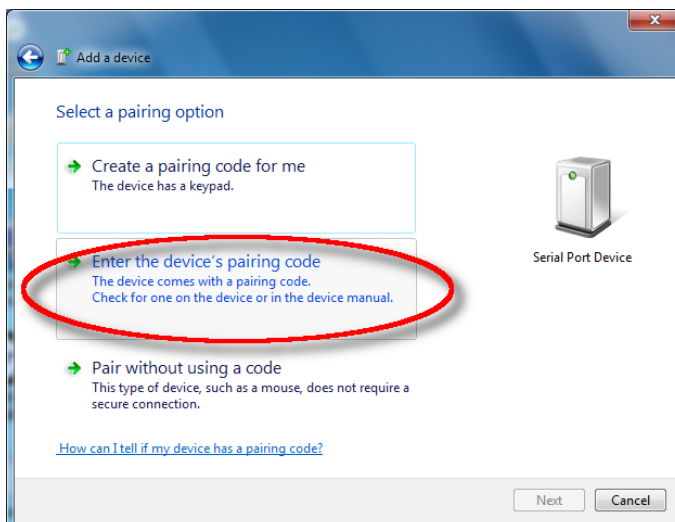 Add a device
Select a pairing option
Create a pairing code for me
The device has a keypad.
Enter the device's pairing code
The device comes with a pairing code.
Check for one on the device or in the device manual.
Pair without using a code
This type of device, such as a mouse, does not require a
secure connection.
How can I tell if my device has a pairing code?
Serial Port Device
Next
Cancel